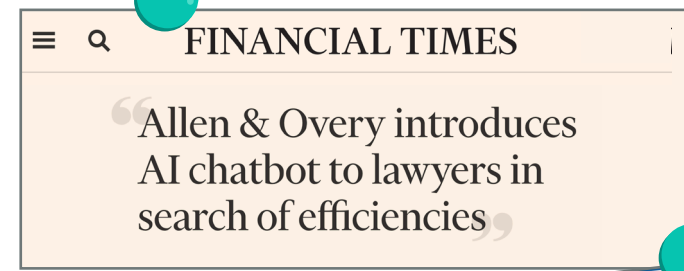 FINANCIAL TIMES
“Allen & Overy introduces
AI chatbot to lawyers in
search of efficiencies”